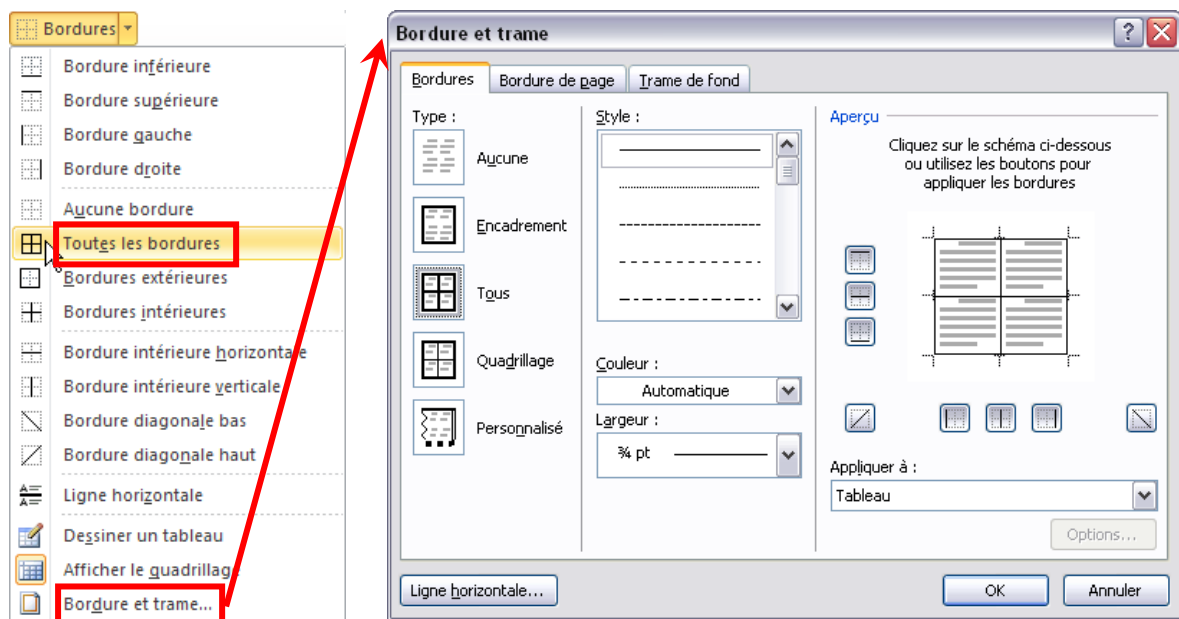 Bordures
Bordure inférieure
Bordure supérieure
Bordure gauche
Bordure droite
Aucune bordure
Toutes les bordures
Bordures extérieures
Bordures intérieures
Bordure intérieure horizontale
Bordure intérieure verticale
Bordure diagonale bas
Bordure diagonale haut
Ligne horizontale
Dessiner un tableau
Afficher le quadrillage
Bordure et trame...
Bordure et trame
Bordures
Bordure de page
Trame de fond
Type :
Aucune
Encadrement
Tous
Quadrillage
Personnalisé
Style :
Couleur :
Automatique
Largeur :
¾ pt
Aperçu
Cliquez sur le schéma ci-dessous
ou utilisez les boutons pour
appliquer les bordures
Appliquer à :
Tableau
Options...
Ligne horizontale...
OK
Annuler